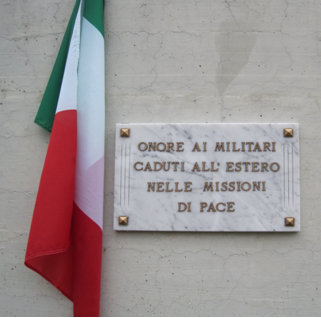 ONORE AI MILITARI
CADUTI ALL' ESTERO
NELLE MISSIONI
DI PACE